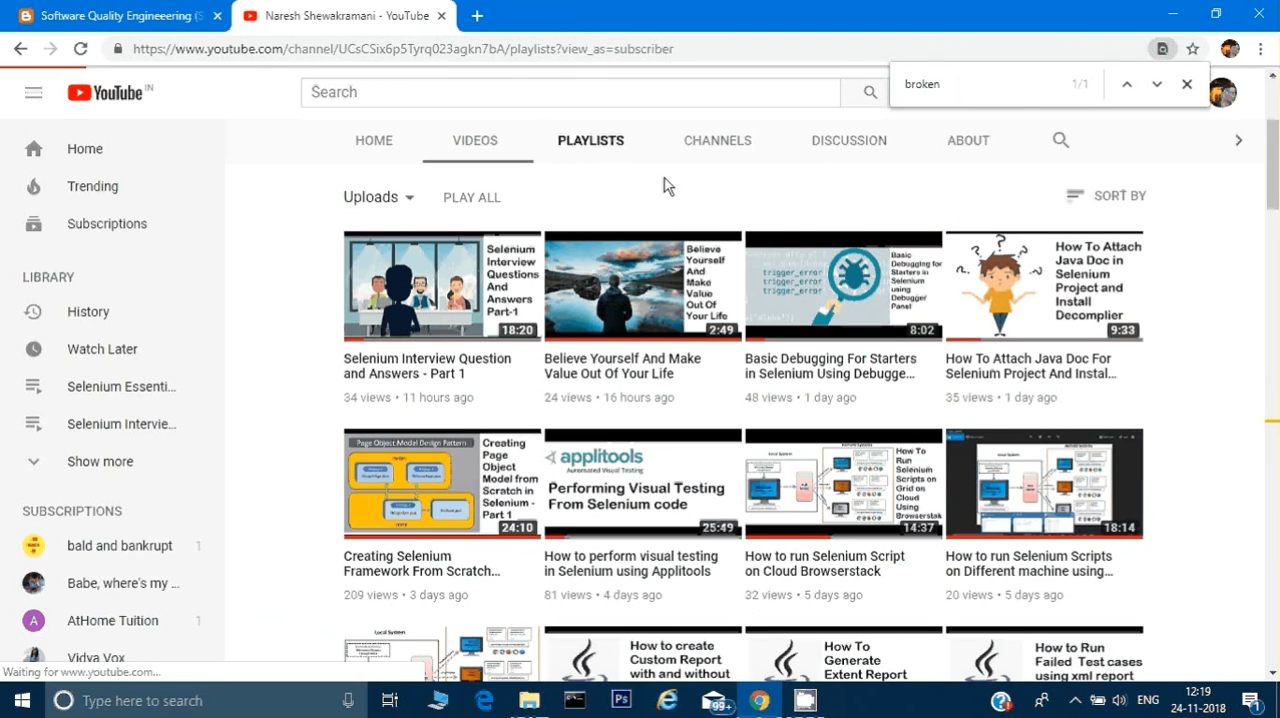 Software Quality Engineeering (S
Naresh Shewakramani - YouTube
https://www.youtube.com/channel/UCsCSix6p5Tyrq023agkn7bA/playlists?view_as=subscriber
broken
1/1
YouTube IN
Search
HOME
VIDEOS
PLAYLISTS
CHANNELS
DISCUSSION
ABOUT
Home
Trending
Subscriptions
LIBRARY
History
Watch Later
Selenium Essenti...
Selenium Intervie...
Show more
SUBSCRIPTIONS
bald and bankrupt 1
Babe, where's my ...
AtHome Tuition 1
Vidya Vox
Uploads
PLAY ALL
SORT BY
Selenium
Interview
Questions
And
Answers
Part-1
18:20
Selenium Interview Question
and Answers - Part 1
34 views • 11 hours ago
Believe
Yourself
And
Make
Value
Out Of
Your Life
2:49
Believe Yourself And Make
Value Out Of Your Life
24 views • 16 hours ago
trigger_error
Basic
Debugging for
Starters
in
Selenium
using
Debugger
Panel
8:02
Basic Debugging For Starters
in Selenium Using Debugge...
48 views • 1 day ago
How To Attach
Java Doc in
Selenium
Project and
Install
Decomplier
9:33
How To Attach Java Doc For
Selenium Project And Instal...
35 views • 1 day ago
Page Object Model Design Pattern
Creating
Page
Object
Model from
Scratch in
Selenium -
Part 1
24:10
Creating Selenium
Framework From Scratch...
209 views • 3 days ago
applitools
Automated Visual Testing
Performing Visual Testing
From Selenium code
25:49
How to perform visual testing
in Selenium using Applitools
81 views • 4 days ago
How To
Run
Selenium
Scripts
on Grid
on Cloud
Using
Browserstak
14:37
How to run Selenium Script
on Cloud Browserstack
32 views • 5 days ago
18:14
How to run Selenium Scripts
on Different machine using...
20 views • 5 days ago
Local System
How to create
Custom Report
with and without
How To
Generate
Extent Report
How to Run
Failed Test cases
using xml report
Waiting for www.youtube.com...
Type here to search
Ps
99+
ENG
12:19
24-11-2018
1